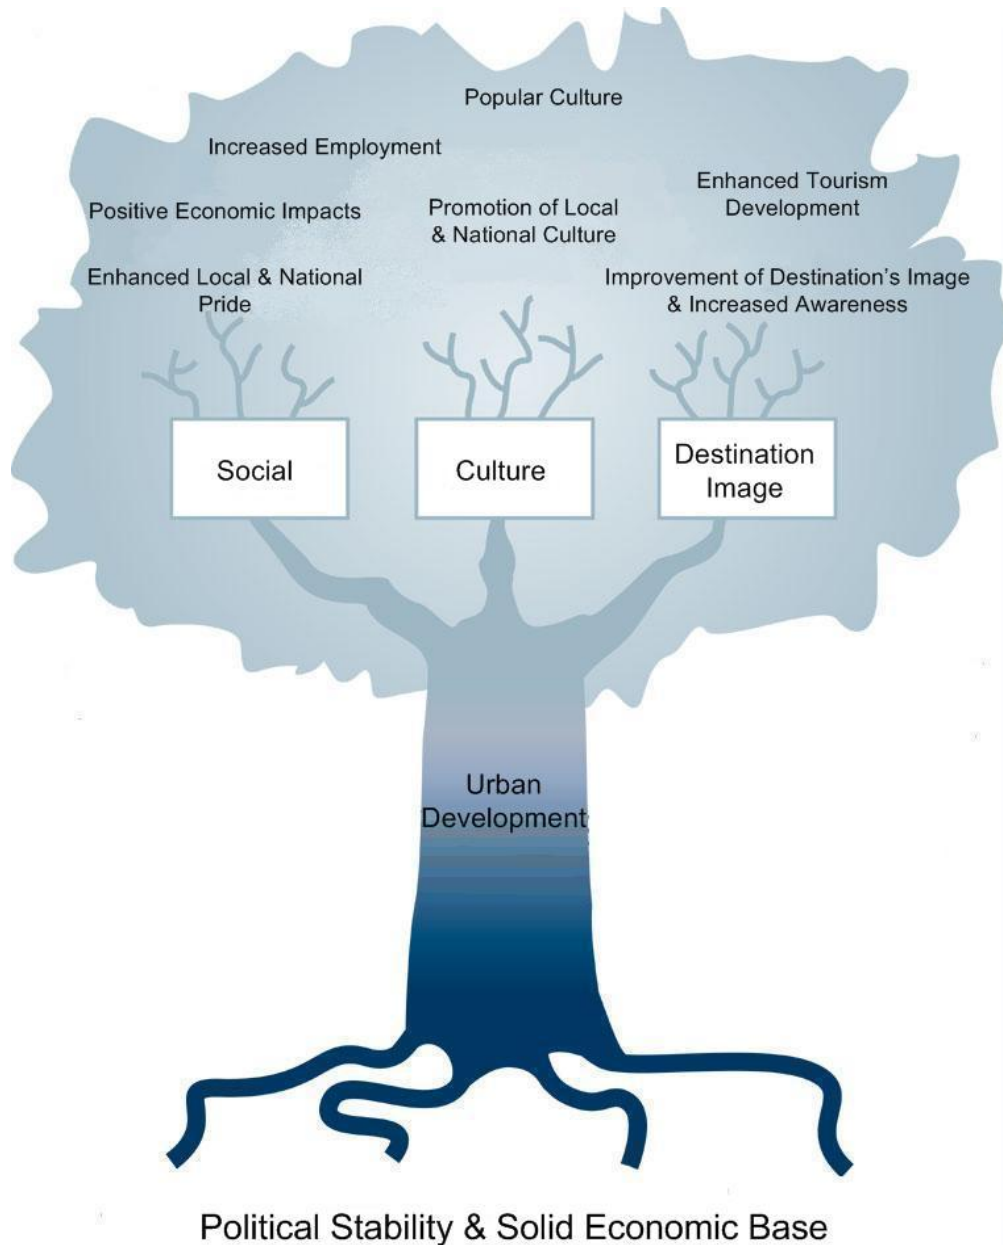 Popular Culture
Increased Employment
Enhanced Tourism
Development
Positive Economic Impacts
Promotion of Local
& National Culture
Enhanced Local & National
Pride
Improvement of Destination's Image
& Increased Awareness
Social
Culture
Destination
Image
Urban
Development
Political Stability & Solid Economic Base